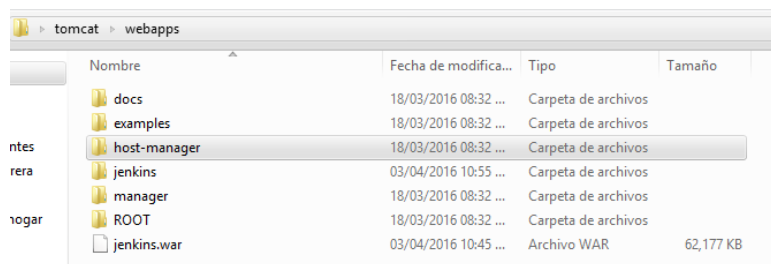 tomcat webapps
Nombre Fecha de modifica... Tipo Tamaño
docs 18/03/2016 08:32 ... Carpeta de archivos
examples 18/03/2016 08:32 ... Carpeta de archivos
ntes host-manager 18/03/2016 08:32 ... Carpeta de archivos
rera jenkins 03/04/2016 10:55 ... Carpeta de archivos
manager 18/03/2016 08:32 ... Carpeta de archivos
hogar ROOT 18/03/2016 08:32 ... Carpeta de archivos
jenkins.war 03/04/2016 10:45 ... Archivo WAR 62,177 KB